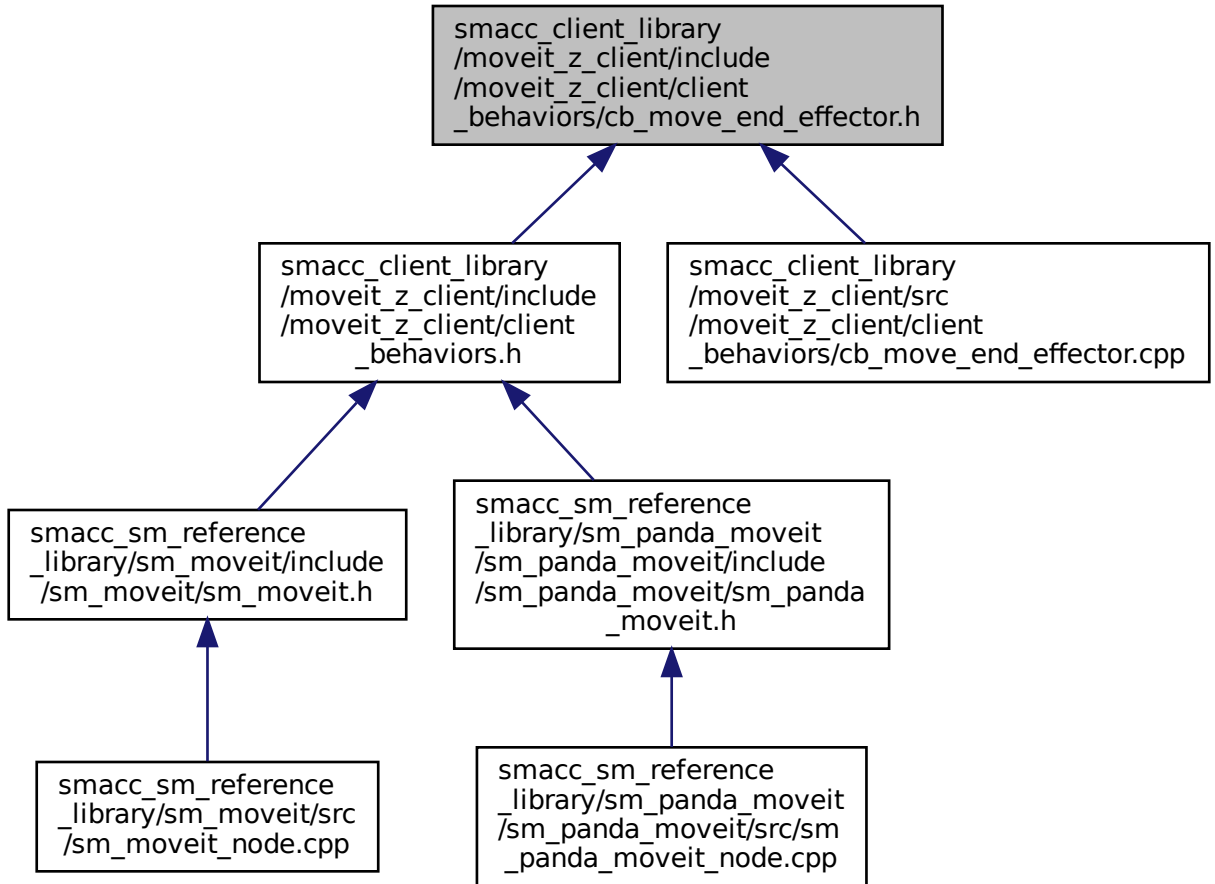 smacc_client_library
/moveit_z_client/include
/moveit_z_client/client
_behaviors/cb_move_end_effector.h
smacc_client_library
/moveit_z_client/include
/moveit_z_client/client
_behaviors.h
smacc_client_library
/moveit_z_client/src
/moveit_z_client/client
_behaviors/cb_move_end_effector.cpp
smacc_sm_reference
_library/sm_moveit/include
/sm_moveit/sm_moveit.h
smacc_sm_reference
_library/sm_panda_moveit
/sm_panda_moveit/include
/sm_panda_moveit/sm_panda
_moveit.h
smacc_sm_reference
_library/sm_moveit/src
/sm_moveit_node.cpp
smacc_sm_reference
_library/sm_panda_moveit
/sm_panda_moveit/src/sm
_panda_moveit_node.cpp